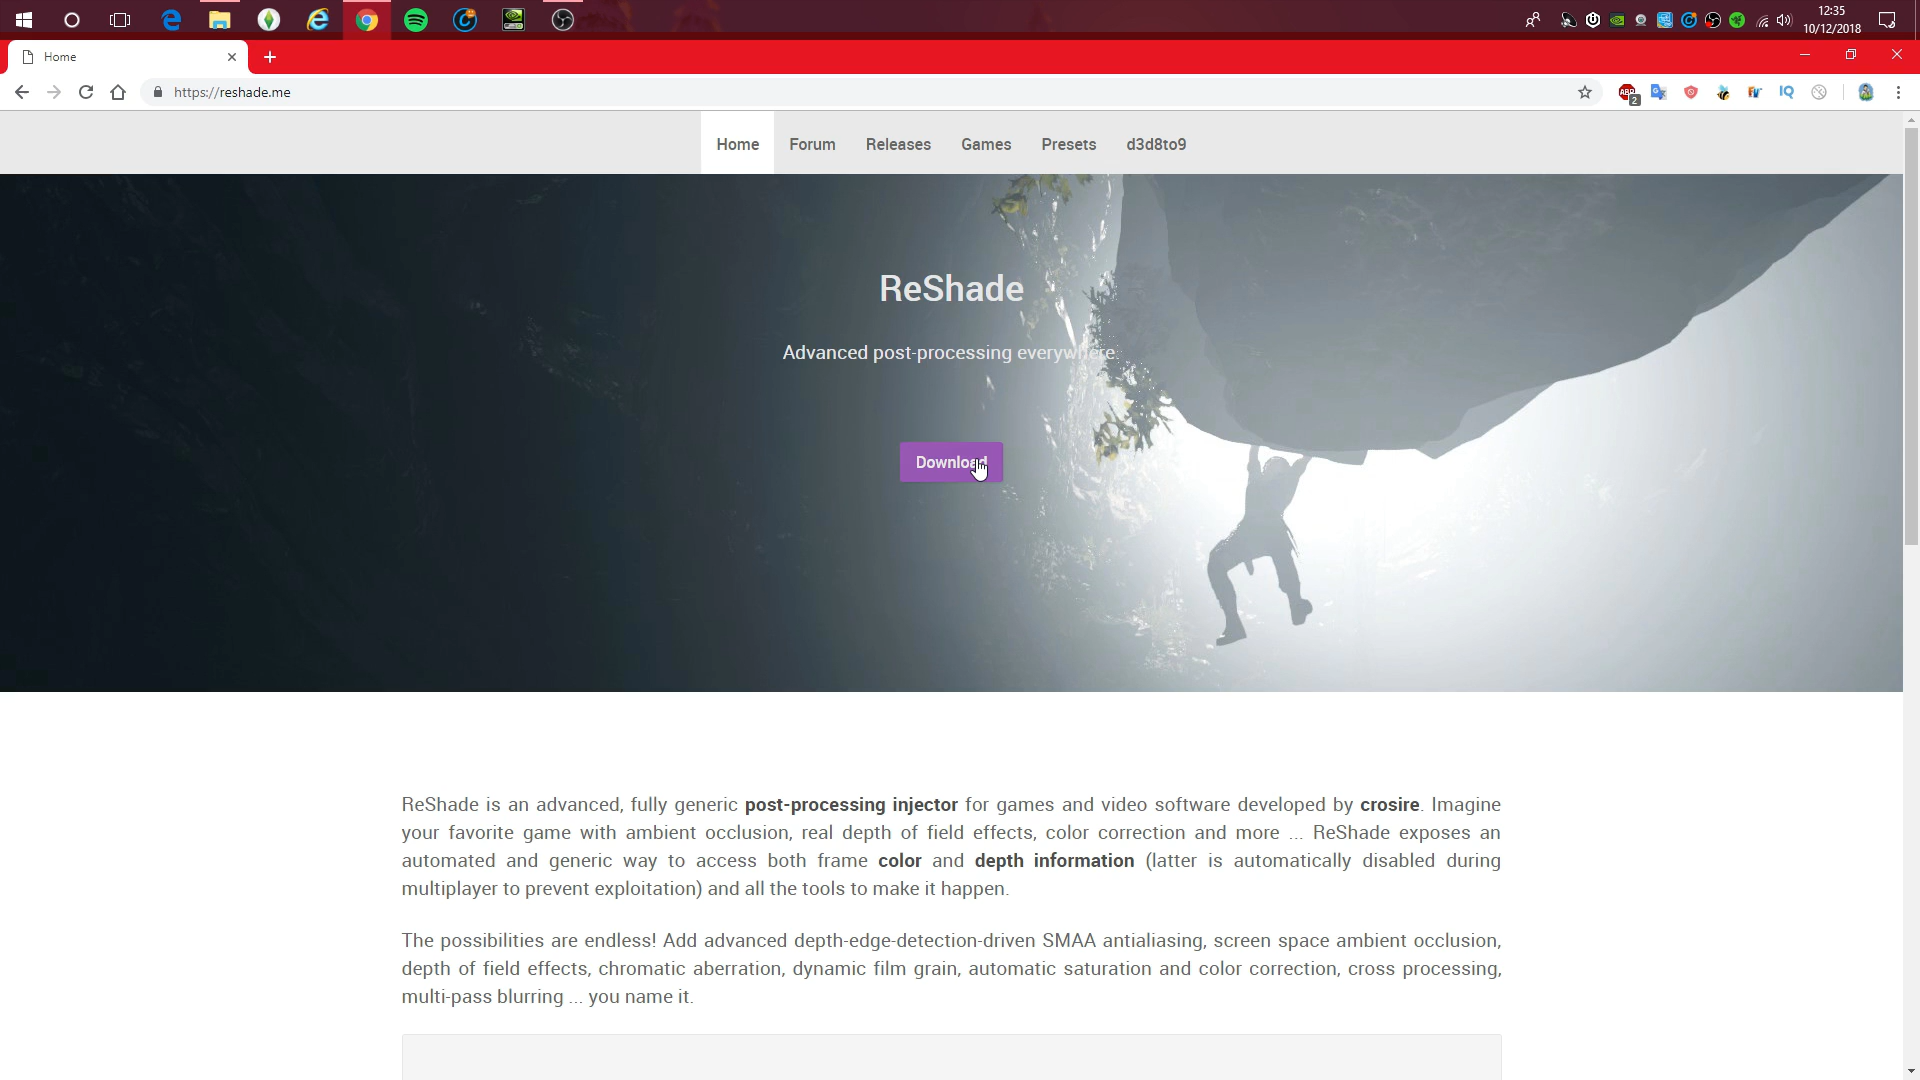 12:35
10/12/2018
Home
https://reshade.me
ABP
2
IQ
Home Forum Releases Games Presets d3d8to9
ReShade
Advanced post-processing everywhere
Download
ReShade is an advanced, fully generic post-processing injector for games and video software developed by crosire. Imagine
your favorite game with ambient occlusion, real depth of field effects, color correction and more ... ReShade exposes an
automated and generic way to access both frame color and depth information (latter is automatically disabled during
multiplayer to prevent exploitation) and all the tools to make it happen.
The possibilities are endless! Add advanced depth-edge-detection-driven SMAA antialiasing, screen space ambient occlusion,
depth of field effects, chromatic aberration, dynamic film grain, automatic saturation and color correction, cross processing,
multi-pass blurring ... you name it.